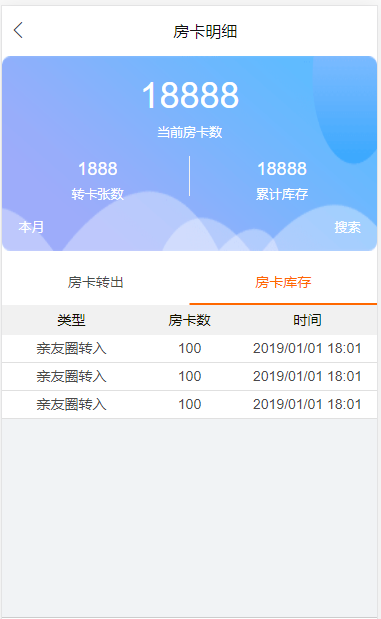 房卡明细
18888
当前房卡数
1888 18888
转卡张数 累计库存
本月 搜索
房卡转出 房卡库存
类型 房卡数 时间
亲友圈转入 100 2019/01/01 18:01
亲友圈转入 100 2019/01/01 18:01
亲友圈转入 100 2019/01/01 18:01